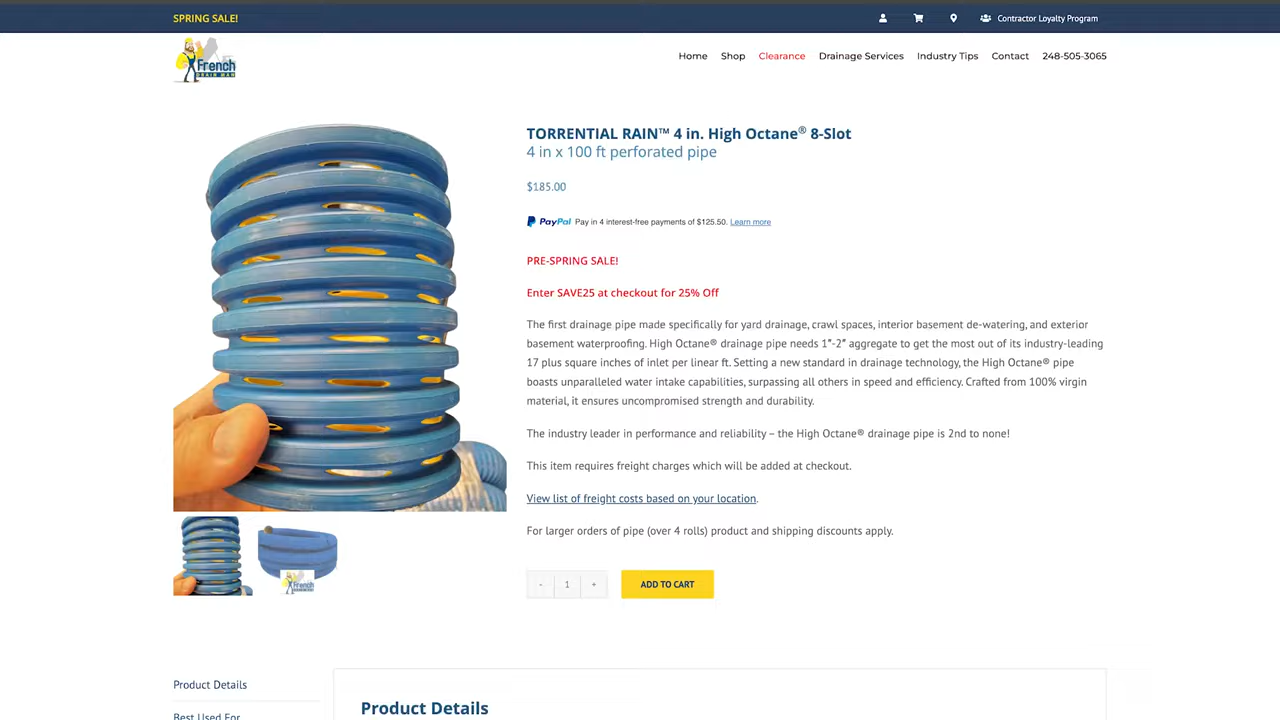 SPRING SALE!
Contractor Loyalty Program
French
DRAIN MAN
Home Shop Clearance Drainage Services Industry Tips Contact 248-505-3065
TORRENTIAL RAIN™ 4 in. High Octane® 8-Slot
4 in x 100 ft perforated pipe
$185.00
PayPal Pay in 4 interest-free payments of $125.50. Learn more
PRE-SPRING SALE!
Enter SAVE25 at checkout for 25% Off
The first drainage pipe made specifically for yard drainage, crawl spaces, interior basement de-watering, and exterior
basement waterproofing. High Octane® drainage pipe needs 1″-2″ aggregate to get the most out of its industry-leading
17 plus square inches of inlet per linear ft. Setting a new standard in drainage technology, the High Octane® pipe
boasts unparalleled water intake capabilities, surpassing all others in speed and efficiency. Crafted from 100% virgin
material, it ensures uncompromised strength and durability.
The industry leader in performance and reliability – the High Octane® drainage pipe is 2nd to none!
This item requires freight charges which will be added at checkout.
View list of freight costs based on your location.
For larger orders of pipe (over 4 rolls) product and shipping discounts apply.
- 1 + ADD TO CART
French
Product Details
Product Details
Best Used For